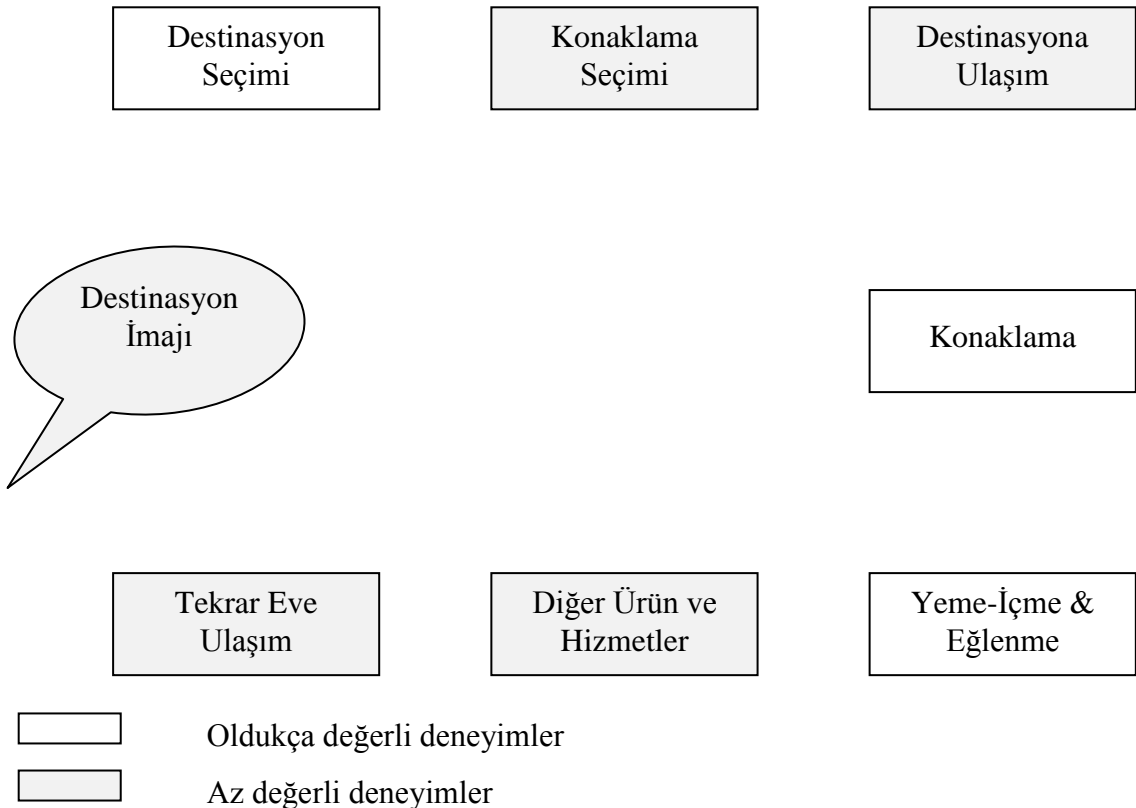 Destinasyon
Seçimi
Konaklama
Seçimi
Destinasyona
Ulaşım
Destinasyon
İmajı
Konaklama
Tekrar Eve
Ulaşım
Diğer Ürün ve
Hizmetler
Yeme-İçme &
Eğlenme
Oldukça değerli deneyimler
Az değerli deneyimler